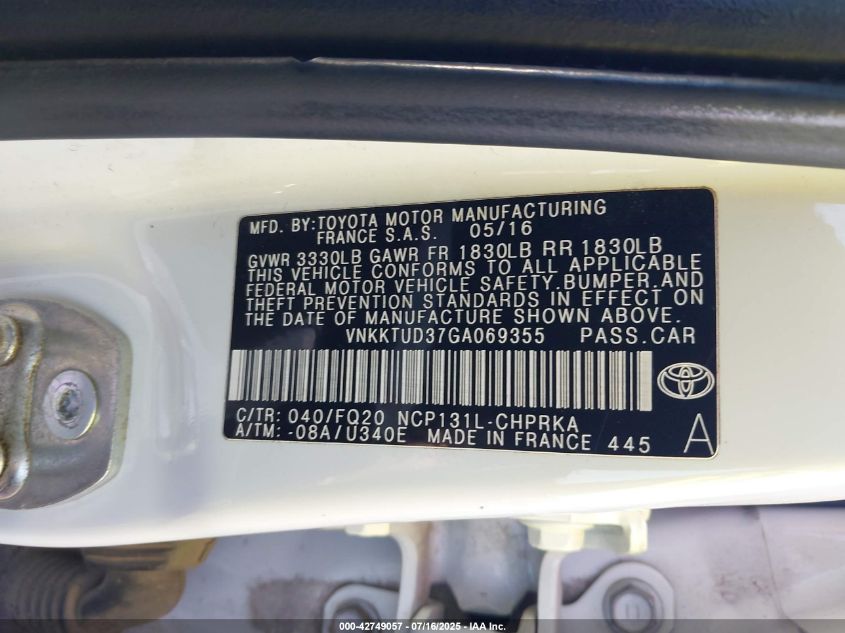 MFD. BY:TOYOTA MOTOR MANUFACTURING
FRANCE S.A.S. 05/16
GVWR 3330LB GAWR FR 1830LB RR 1830LB
THIS VEHICLE CONFORMS TO ALL APPLICABLE
FEDERAL MOTOR VEHICLE SAFETY.BUMPER.AND
THEFT PREVENTION STANDARDS IN EFFECT ON
THE DATE OF MANUFACTURE SHOWN ABOVE.
VNKKTUD37GA069355 PASS.CAR
C/TR: 040/FQ20 NCP131L-CHPRKA
A/TM: -08A/U340E MADE IN FRANCE 445 A
000-42749057 - 07/16/2025 - IAA Inc.